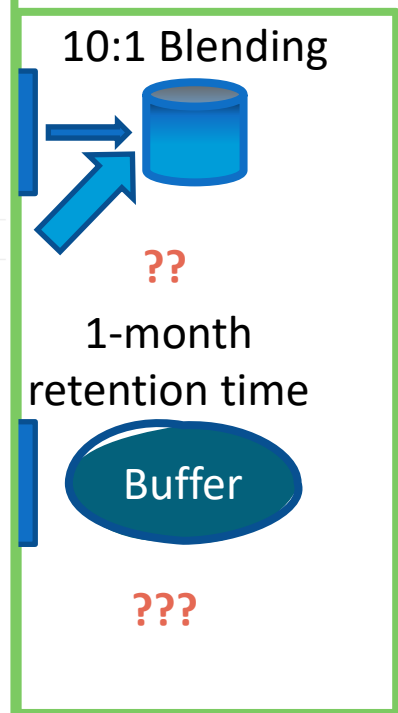 10:1 Blending
??
1-month
retention time
Buffer
???